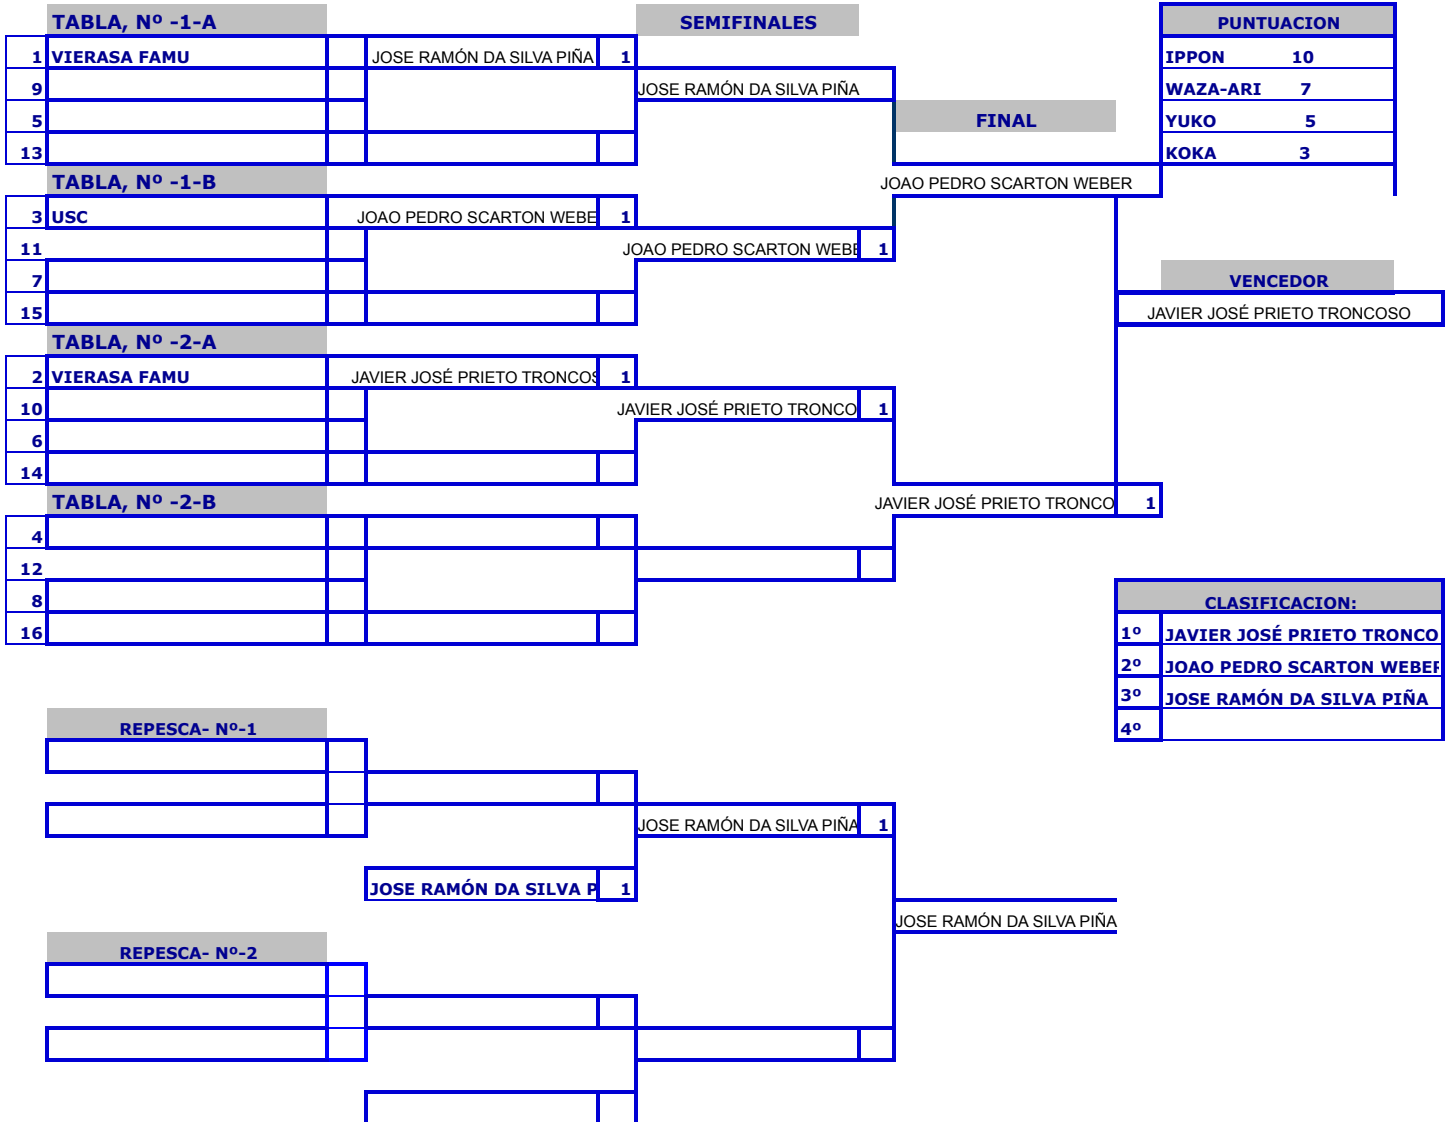 TABLA, Nº -1-A SEMIFINALES PUNTUACION
1 VIERASA FAMU JOSE RAMÓN DA SILVA PIÑA 1 IPPON 10
9 JOSE RAMÓN DA SILVA PIÑA WAZA-ARI 7
5 FINAL YUKO 5
13 KOKA 3
TABLA, Nº -1-B JOAO PEDRO SCARTON WEBER
3 USC JOAO PEDRO SCARTON WEBE 1
11 JOAO PEDRO SCARTON WEBE 1
7 VENCEDOR
15 JAVIER JOSÉ PRIETO TRONCOSO
TABLA, Nº -2-A
2 VIERASA FAMU JAVIER JOSÉ PRIETO TRONCOS 1
10 JAVIER JOSÉ PRIETO TRONCO 1
6
14
TABLA, Nº -2-B JAVIER JOSÉ PRIETO TRONCO 1
4
12
8 CLASIFICACION:
16 1º JAVIER JOSÉ PRIETO TRONCO
2º JOAO PEDRO SCARTON WEBER
3º JOSE RAMÓN DA SILVA PIÑA
REPESCA- Nº-1 4º
JOSE RAMÓN DA SILVA PIÑA 1
JOSE RAMÓN DA SILVA P 1
JOSE RAMÓN DA SILVA PIÑA
REPESCA- Nº-2